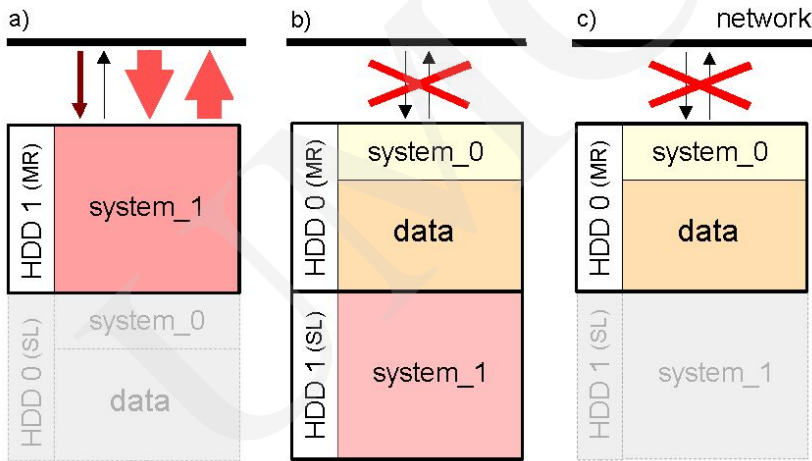 a)
b)
c)
network
HDD 1 (MR)
system_1
HDD 0 (SL)
system_0
data
HDD 0 (MR)
system_0
data
HDD 1 (SL)
system_1
HDD 0 (MR)
system_0
data
HDD 1 (SL)
system_1